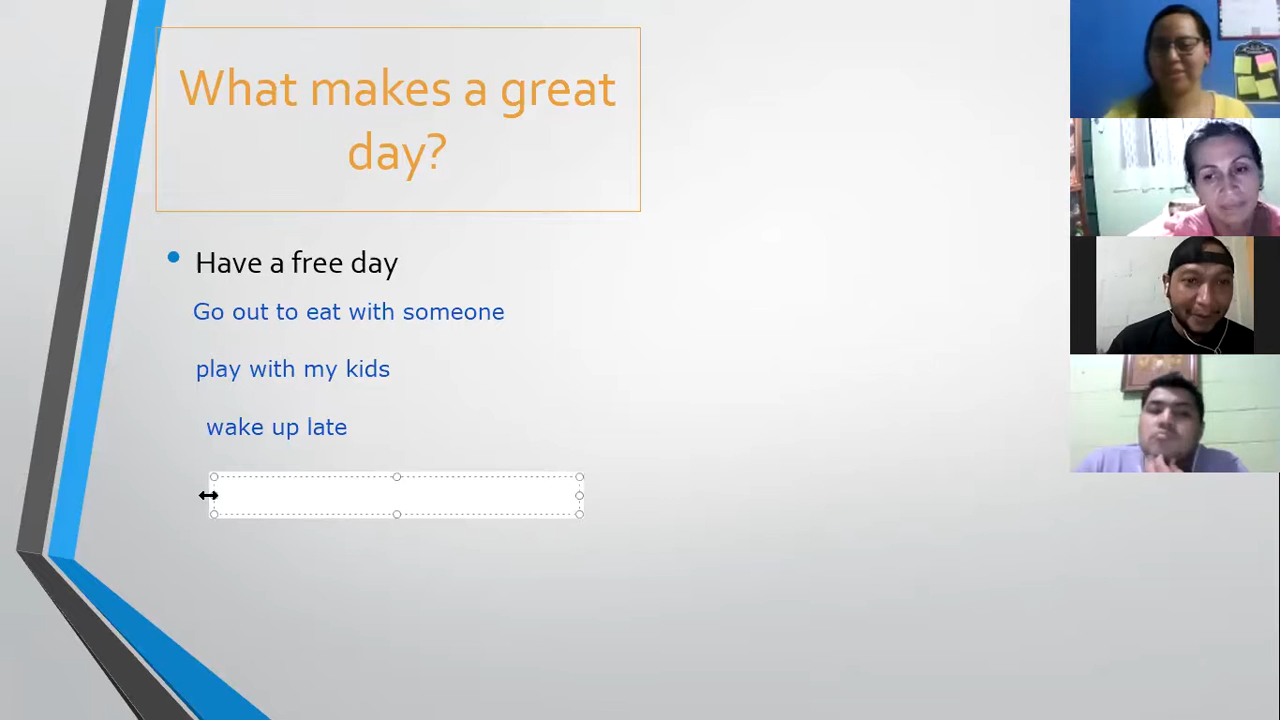 What makes a great
day?
Have a free day
Go out to eat with someone
play with my kids
wake up late